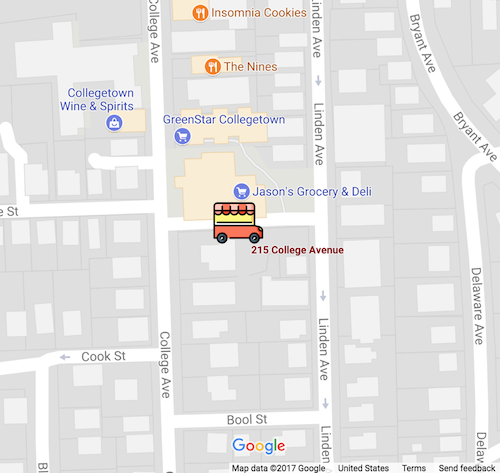 Insomnia Cookies
College Ave
Linden Ave
Bryant Ave
The Nines
Collegetown
Wine & Spirits
GreenStar Collegetown
Linden Ave
Bryant Ave
Jason's Grocery & Deli
e St
215 College Avenue
Delaware Ave
College Ave
Linden Ave
Cook St
Bool St
Linden
Delaw
Google
Map data ©2017 Google United States Terms Send feedback